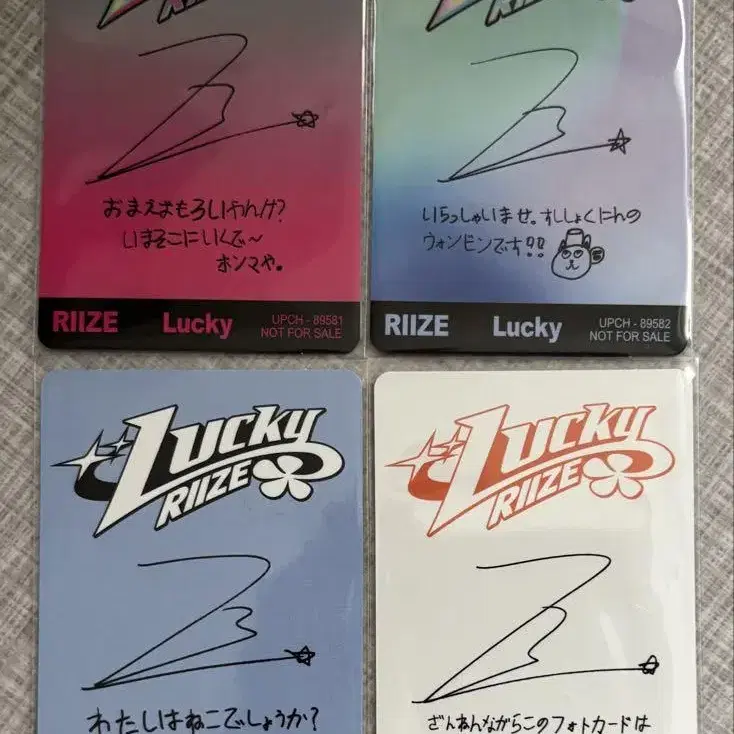 Lucky
RIIZE
おまえおもろいやんけ?
いまそこにいくで〜
ホンマや。
RIIZE Lucky UPCH - 89581
NOT FOR SALE
いらっしゃいませ。すししょくにんの
ウォンビンです!!
RIIZE Lucky UPCH - 89582
NOT FOR SALE
Lucky
RIIZE
わたしはねこでしょうか?
Lucky
RIIZE
ざんねんながらこのフォトカードは